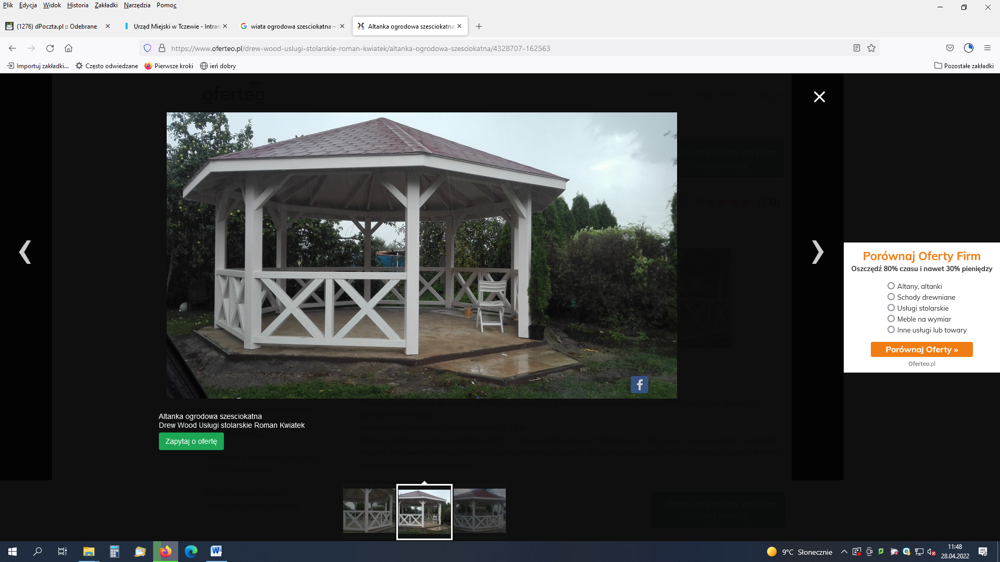 Plik Edycja Widok Historia Zakładki Narzędzia Pomoc
(1276) dPoczta.pl :: Odebrane
Urząd Miejski w Tczewie - Intran
wiata ogrodowa szesciokatna –
Altanka ogrodowa szesciokatna
https://www.oferteo.pl/drew-wood-uslugi-stolarskie-roman-kwiatek/altanka-ogrodowa-szesciokatna/4328707-162563
Importuj zakładki... Często odwiedzane Pierwsze kroki ień dobry Pozostałe zakładki
oferteo
(5.0)
Porównaj Oferty Firm
Oszczędź 80% czasu i nawet 30% pieniędzy
Altany, altanki
Schody drewniane
Usługi stolarskie
Meble na wymiar
Inne usługi lub towary
Porównaj Oferty »
Oferteo.pl
f
Altanka ogrodowa szesciokatna
Drew Wood Usługi stolarskie Roman Kwiatek
Zapytaj o ofertę
9°C Słonecznie
11:48
28.04.2022